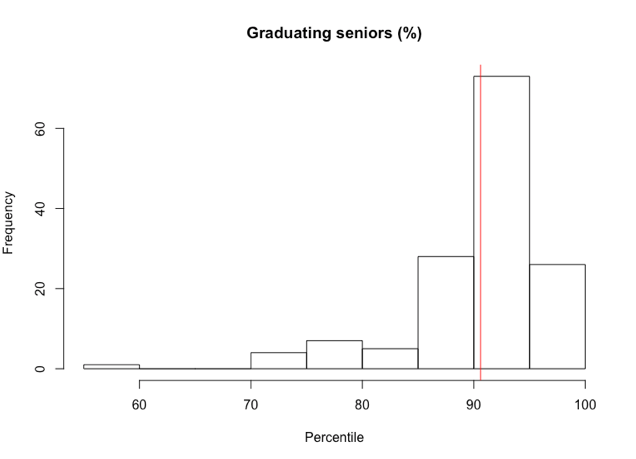 Graduating seniors (%)
60
40
20
0
Frequency
60 70 80 90 100
Percentile